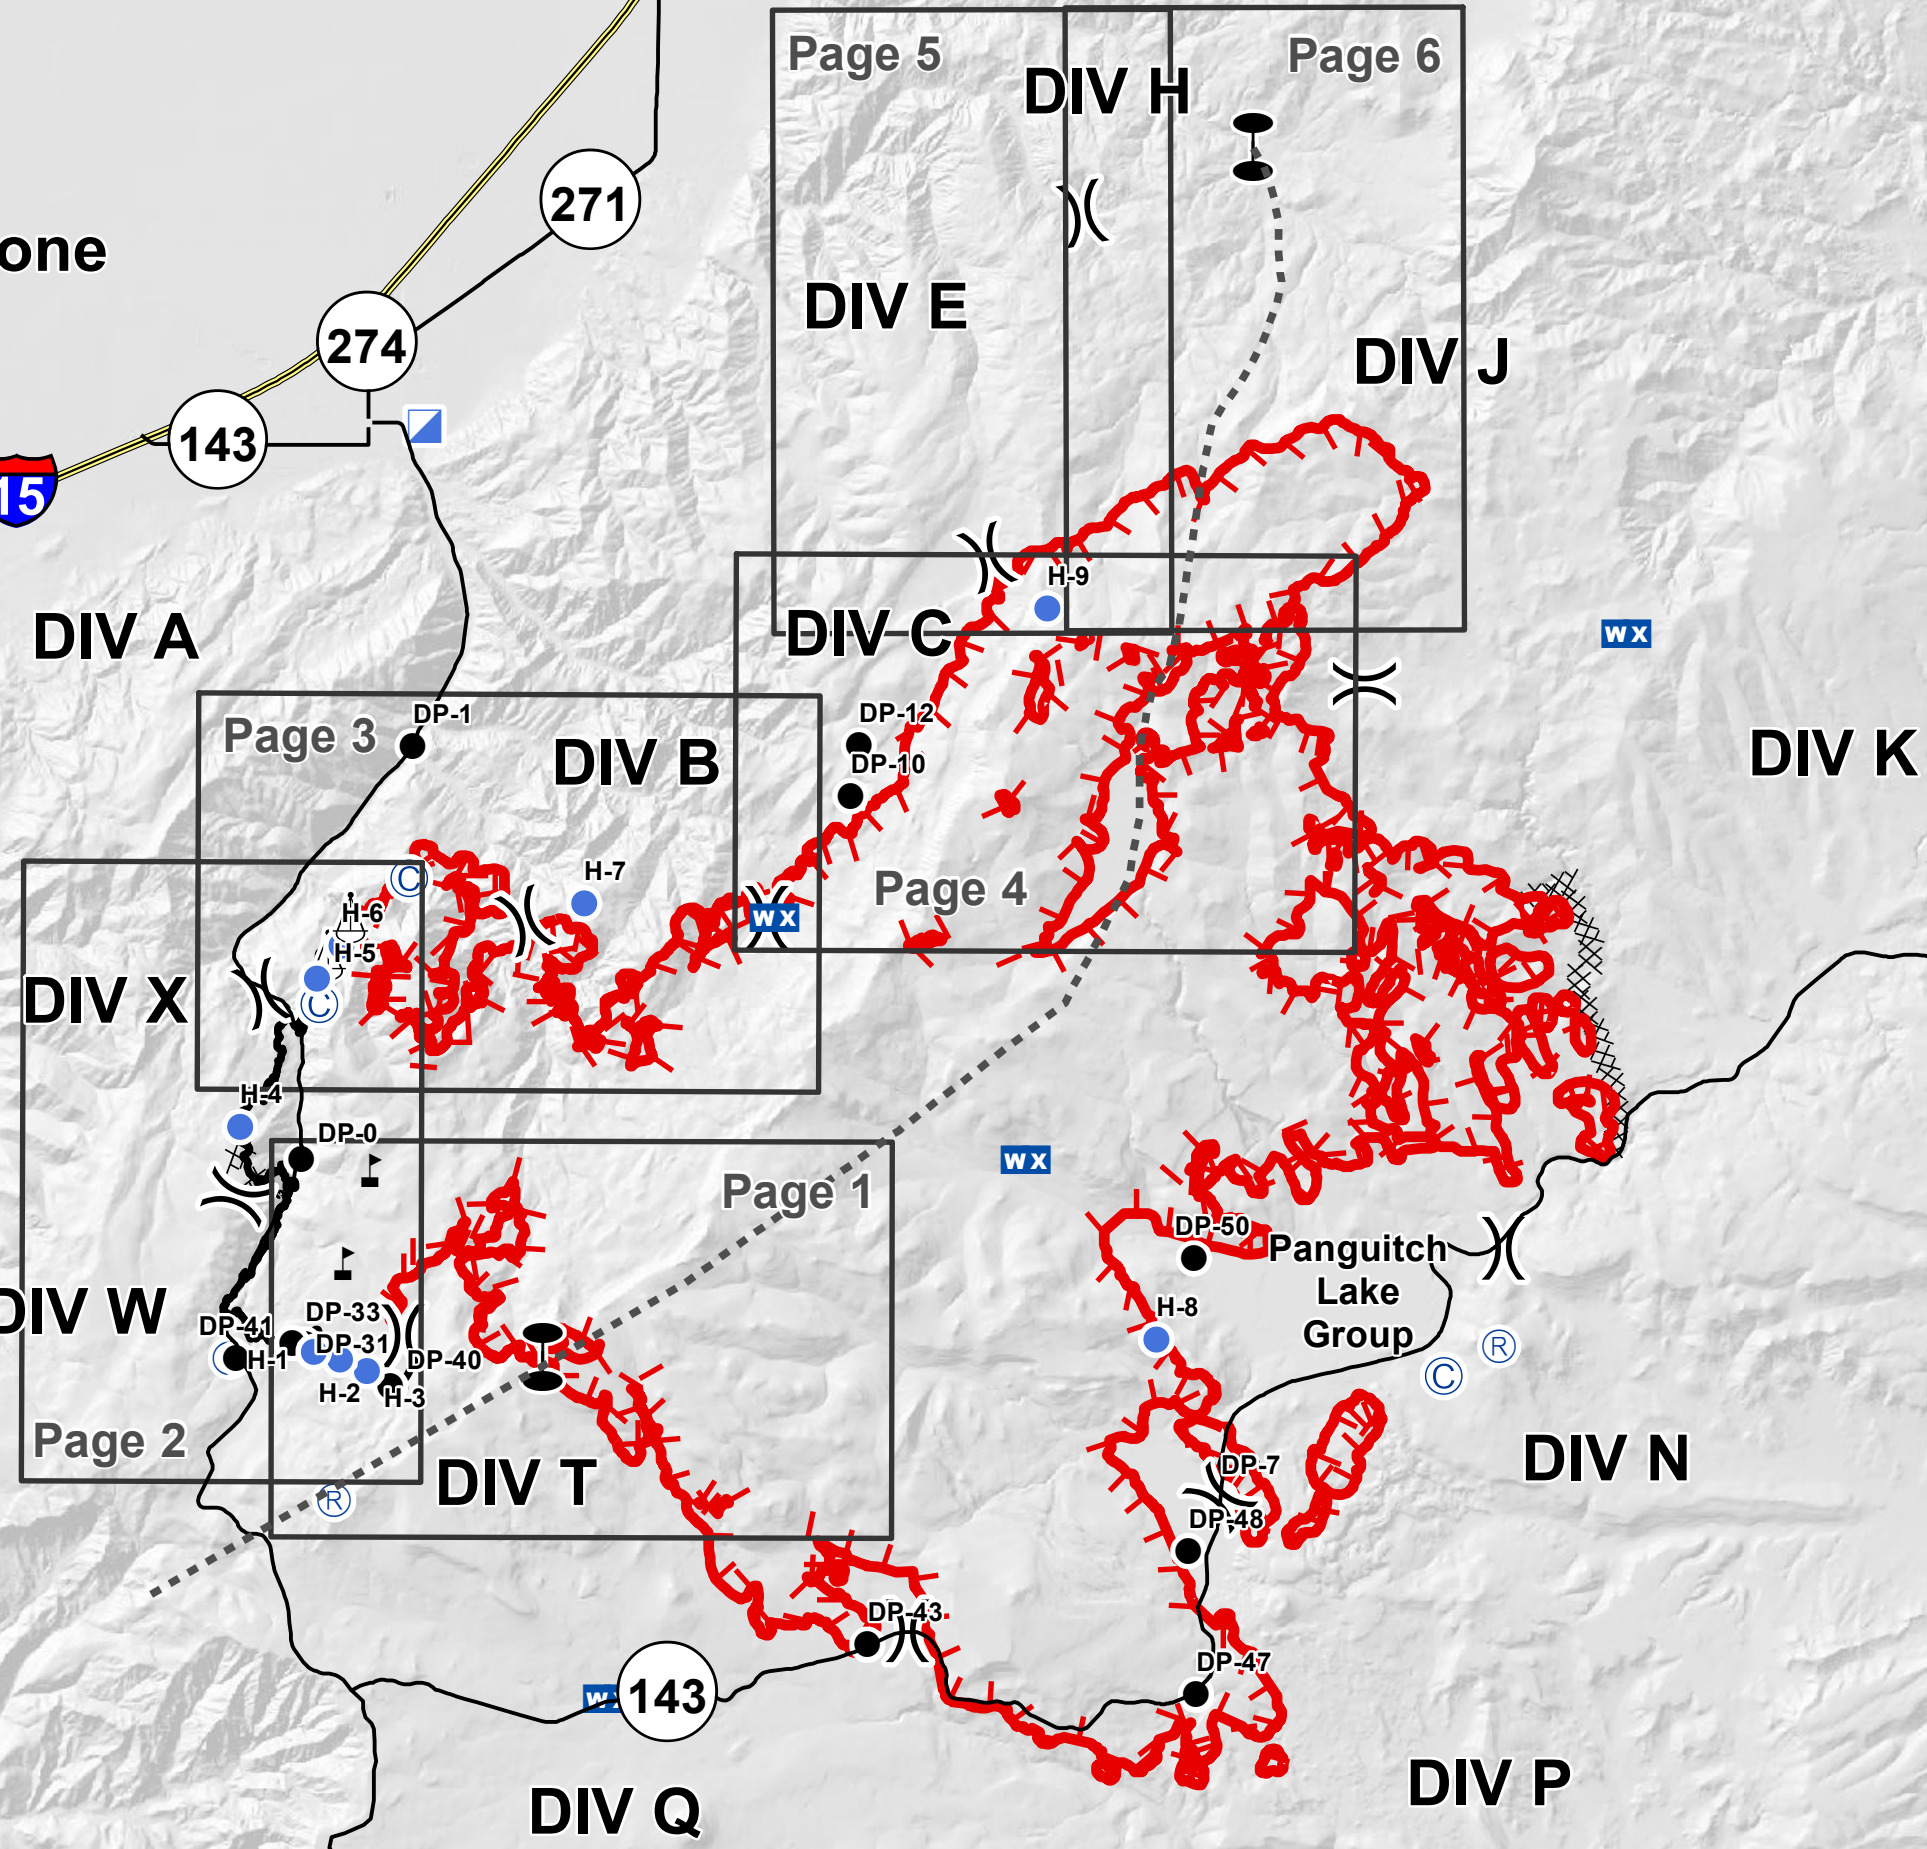 Page 5
Page 6
DIV H
271
one
DIV E
274
DIV J
143
15
H-9
DIV A
DIV C
WX
DP-1
Page 3
DP-12
DIV B
DIV K
DP-10
H-7
C
Page 4
H-6
WX
H-5
DIV X
C
H-4
DP-0
WX
Page 1
DP-50
Panguitch
Lake
Group
DIV W
DP-33
H-8
DP-41
DP-31
R
H-1
DP-40
C
H-2
H-3
Page 2
DIV T
DP-7
DIV N
R
DP-48
DP-43
DP-47
143
DIV P
DIV Q